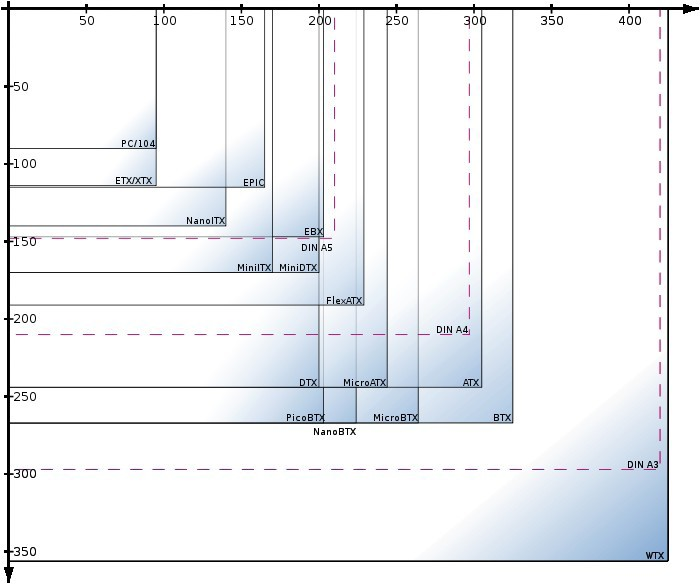 50 100 150 200 250 300 350 400
50
PC/104
100
ETX/XTX EPIC
NanoITX
EBX
150
DIN A5
MiniITX MiniDTX
FlexATX
200
DIN A4
DTX MicroATX ATX
250
PicoBTX MicroBTX BTX
NanoBTX
DIN A3
300
350
WTX